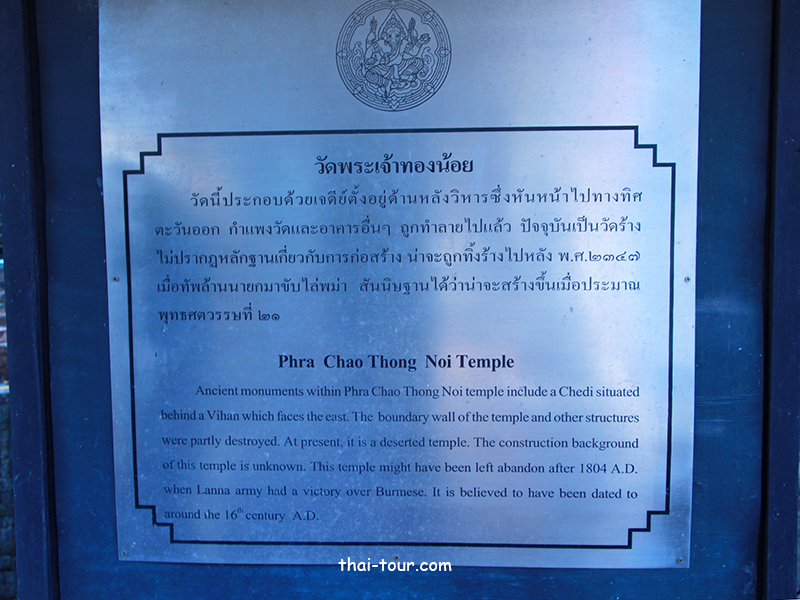 วัดพระเจ้าทองน้อย
วัดนี้ประกอบด้วยเจดีย์ตั้งอยู่ด้านหลังวิหารซึ่งหันหน้าไปทางทิศ
ตะวันออก กำแพงวัดและอาคารอื่นๆ ถูกทำลายไปแล้ว ปัจจุบันเป็นวัดร้าง
ไม่ปรากฏหลักฐานเกี่ยวกับการก่อสร้าง น่าจะถูกทิ้งร้างไปหลัง พ.ศ.๒๓๔๗
เมื่อทัพล้านนายกมาขับไล่พม่า สันนิษฐานได้ว่าน่าจะสร้างขึ้นเมื่อประมาณ
พุทธศตวรรษที่ ๒๑
Phra Chao Thong Noi Temple
Ancient monuments within Phra Chao Thong Noi temple include a Chedi situated
behind a Vihan which faces the east. The boundary wall of the temple and other structures
were partly destroyed. At present, it is a deserted temple. The construction background
of this temple is unknown. This temple might have been left abandon after 1804 A.D.
when Lanna army had a victory over Burmese. It is believed to have been dated to
around the 16th century A.D.
thai-tour.com